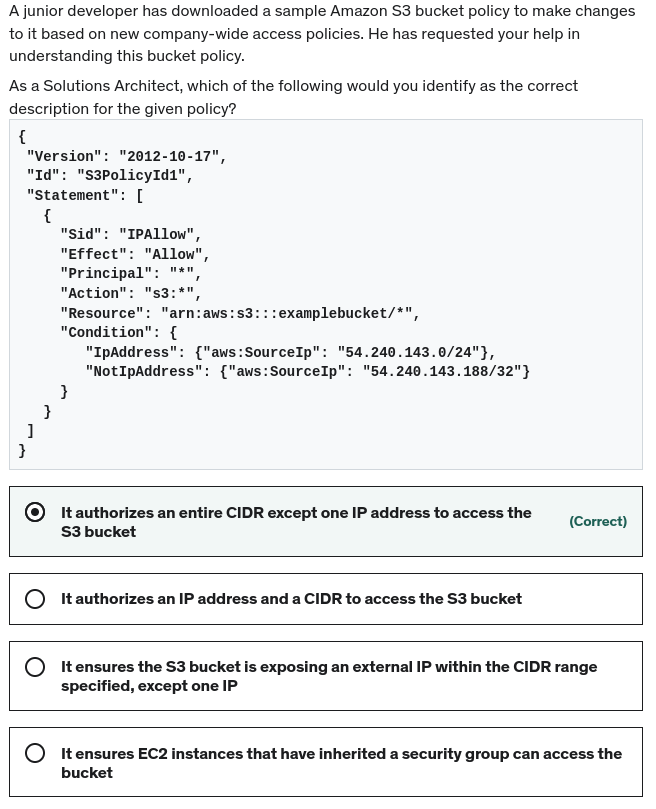 A junior developer has downloaded a sample Amazon S3 bucket policy to make changes
to it based on new company-wide access policies. He has requested your help in
understanding this bucket policy.
As a Solutions Architect, which of the following would you identify as the correct
description for the given policy?
{
 "Version": "2012-10-17",
 "Id": "S3PolicyId1",
 "Statement": [
   {
     "Sid": "IPAllow",
     "Effect": "Allow",
     "Principal": "*",
     "Action": "s3:*",
     "Resource": "arn:aws:s3:::examplebucket/*",
     "Condition": {
        "IpAddress": {"aws:SourceIp": "54.240.143.0/24"},
        "NotIpAddress": {"aws:SourceIp": "54.240.143.188/32"}
     }
   }
 ]
}
It authorizes an entire CIDR except one IP address to access the
S3 bucket
(Correct)
It authorizes an IP address and a CIDR to access the S3 bucket
It ensures the S3 bucket is exposing an external IP within the CIDR range
specified, except one IP
It ensures EC2 instances that have inherited a security group can access the
bucket